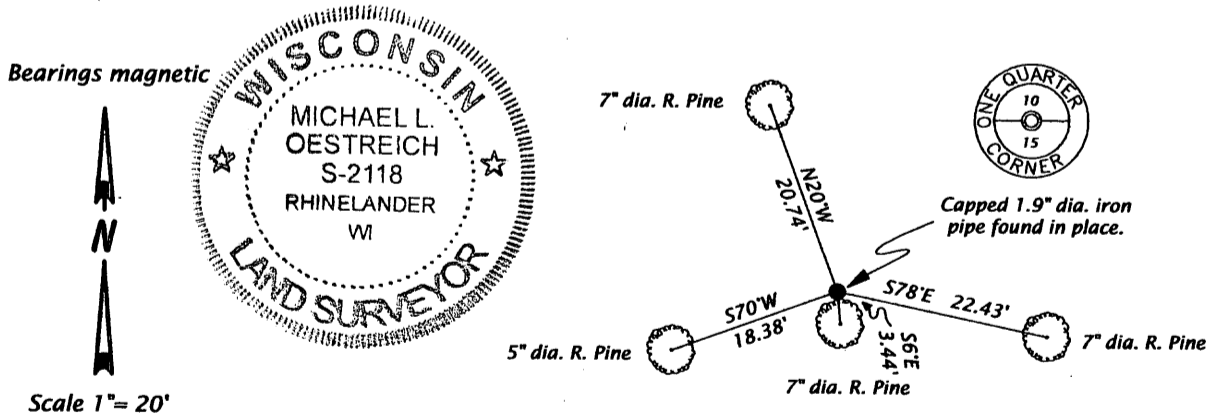 Bearings magnetic
N
Scale 1"= 20'
WISCONSIN
MICHAEL L.
OESTREICH
S-2118
RHINELANDER
WI
LAND SURVEYOR
7" dia. R. Pine
N20°W
20.74'
ONE QUARTER
10
15
CORNER
Capped 1.9" dia. iron
pipe found in place.
S70°W
18.38'
S78°E 22.43'
S6°E
3.44'
5" dia. R. Pine
7" dia. R. Pine
7" dia. R. Pine